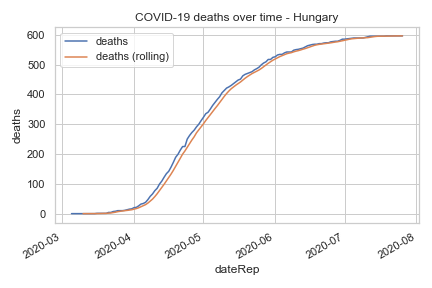 COVID-19 deaths over time - Hungary
deaths
deaths (rolling)
600
500
400
300
200
100
0
deaths
2020-03
2020-04
2020-05
2020-06
2020-07
2020-08
dateRep